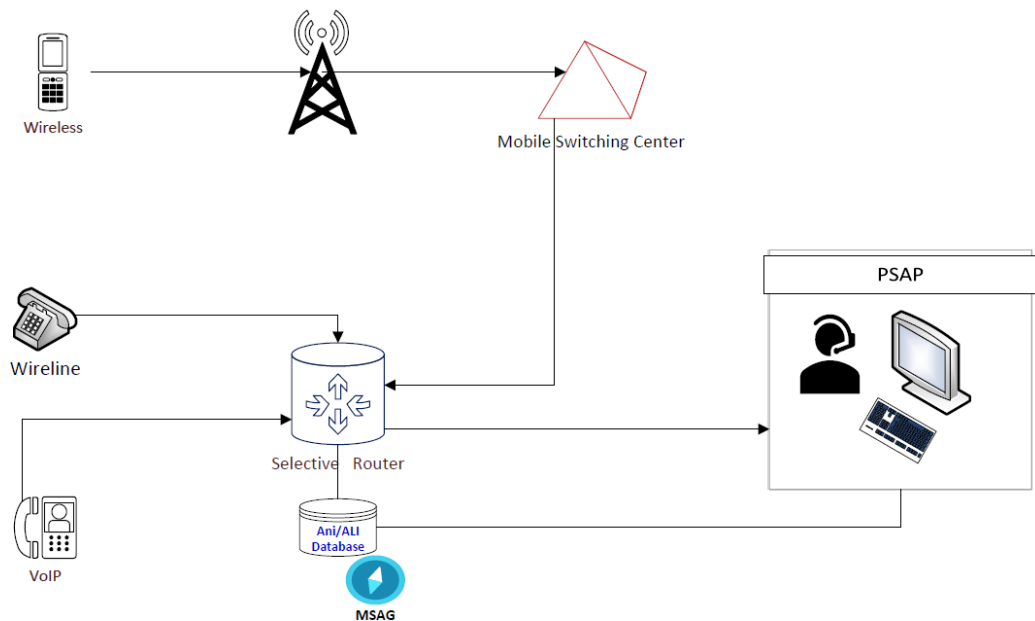 Wireless
Mobile Switching Center
PSAP
Wireline
Selective Router
Ani/ALI
Database
VoIP
MSAG